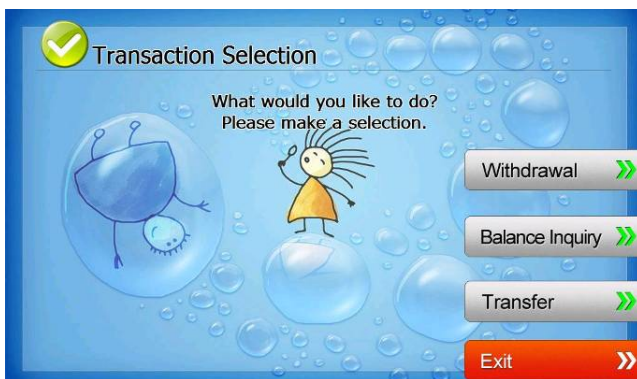 Transaction Selection
What would you like to do?
Please make a selection.
Withdrawal
Balance Inquiry
Transfer
Exit